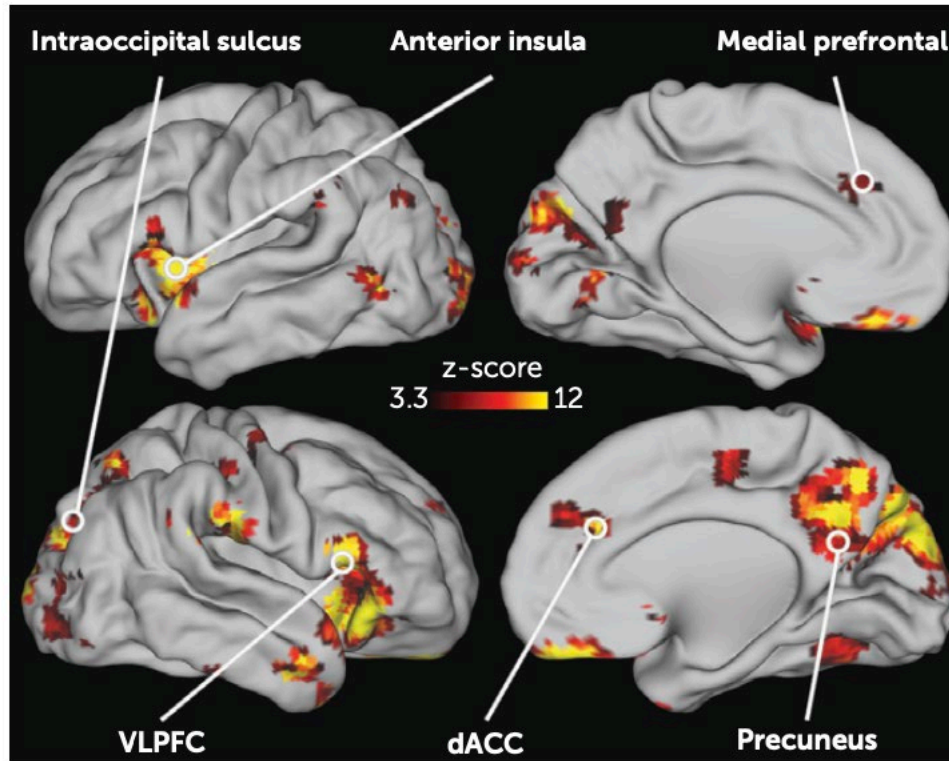 Intraoccipital sulcus
Anterior insula
Medial prefrontal
z-score
3.3 12
VLPFC
dACC
Precuneus